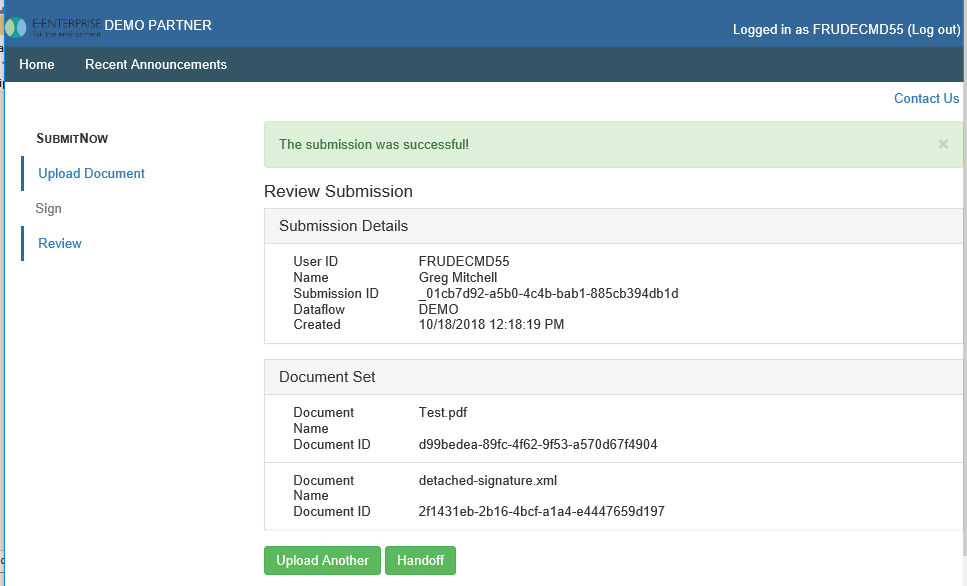 E-ENTERPRISE
for the environment
DEMO PARTNER
Logged in as FRUDECMD55 (Log out)
Home
Recent Announcements
Contact Us
SUBMITNOW
Upload Document
Sign
Review
The submission was successful!
×
Review Submission
Submission Details
User ID FRUDECMD55
Name Greg Mitchell
Submission ID _01cb7d92-a5b0-4c4b-bab1-885cb394db1d
Dataflow DEMO
Created 10/18/2018 12:18:19 PM
Document Set
Document Test.pdf
Name
Document ID d99bedea-89fc-4f62-9f53-a570d67f4904
Document detached-signature.xml
Name
Document ID 2f1431eb-2b16-4bcf-a1a4-e4447659d197
Upload Another
Handoff